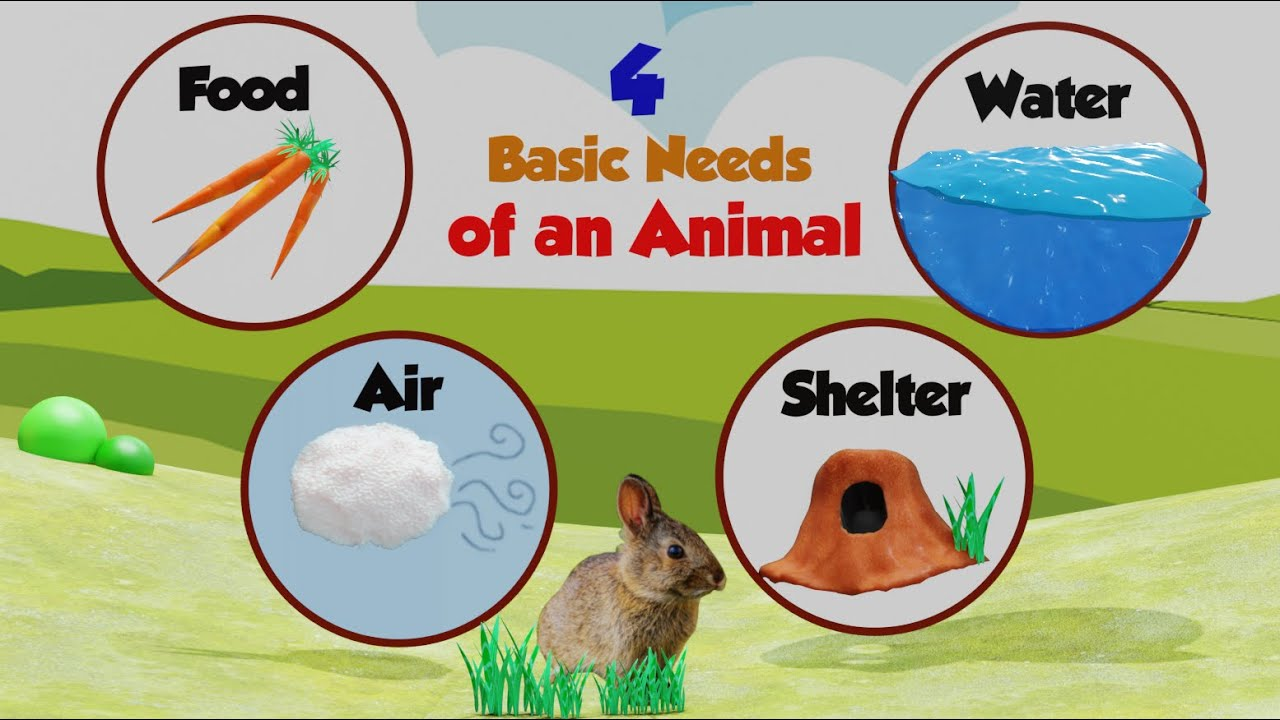 4
Basic Needs
of an Animal
Food
Water
Air
Shelter